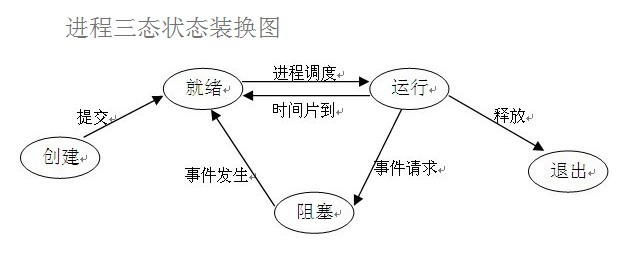 进程三态状态装换图
就绪
进程调度
运行
时间片到
提交
释放
创建
事件发生
事件请求
退出
阻塞